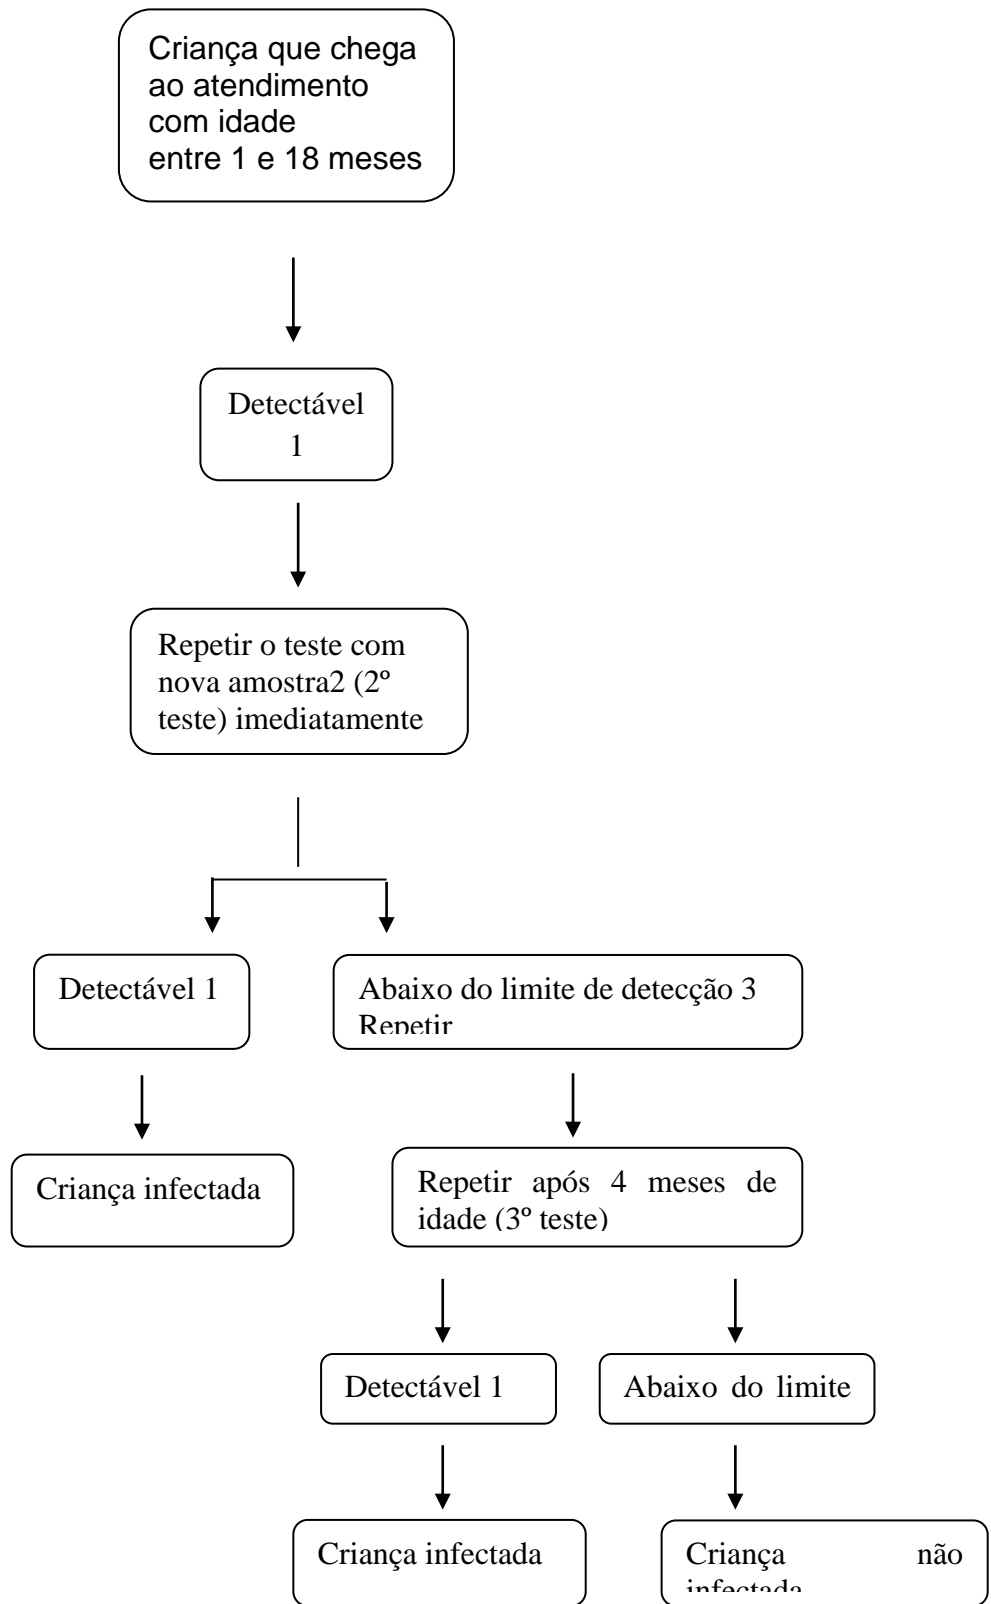 Criança que chega
ao atendimento
com idade
entre 1 e 18 meses
Detectável
1
Repetir o teste com
nova amostra2 (2º
teste) imediatamente
Detectável 1
Abaixo do limite de detecção 3
Repetir
Criança infectada
Repetir após 4 meses de
idade (3º teste)
Detectável 1
Abaixo do limite
Criança infectada
Criança não
infectada